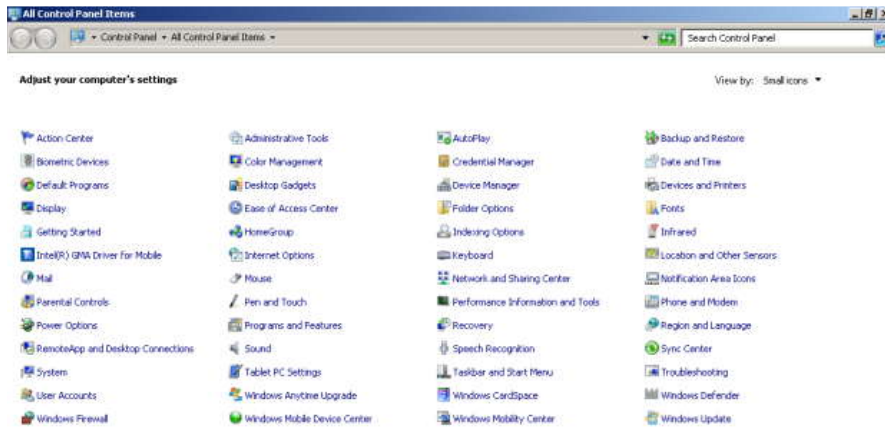 All Control Panel Items
Control Panel All Control Panel Items Search Control Panel
Adjust your computer's settings View by: Small icons
Action Center Administrative Tools AutoPlay Backup and Restore
Biometric Devices Color Management Credential Manager Date and Time
Default Programs Desktop Gadgets Device Manager Devices and Printers
Display Ease of Access Center Folder Options Fonts
Getting Started HomeGroup Indexing Options Infrared
Intel(R) GMA Driver for Mobile Internet Options Keyboard Location and Other Sensors
Mail Mouse Network and Sharing Center Notification Area Icons
Parental Controls Pen and Touch Performance Information and Tools Phone and Modem
Power Options Programs and Features Recovery Region and Language
RemoteApp and Desktop Connections Sound Speech Recognition Sync Center
System Tablet PC Settings Taskbar and Start Menu Troubleshooting
User Accounts Windows Anytime Upgrade Windows CardSpace Windows Defender
Windows Firewall Windows Mobile Device Center Windows Mobility Center Windows Update